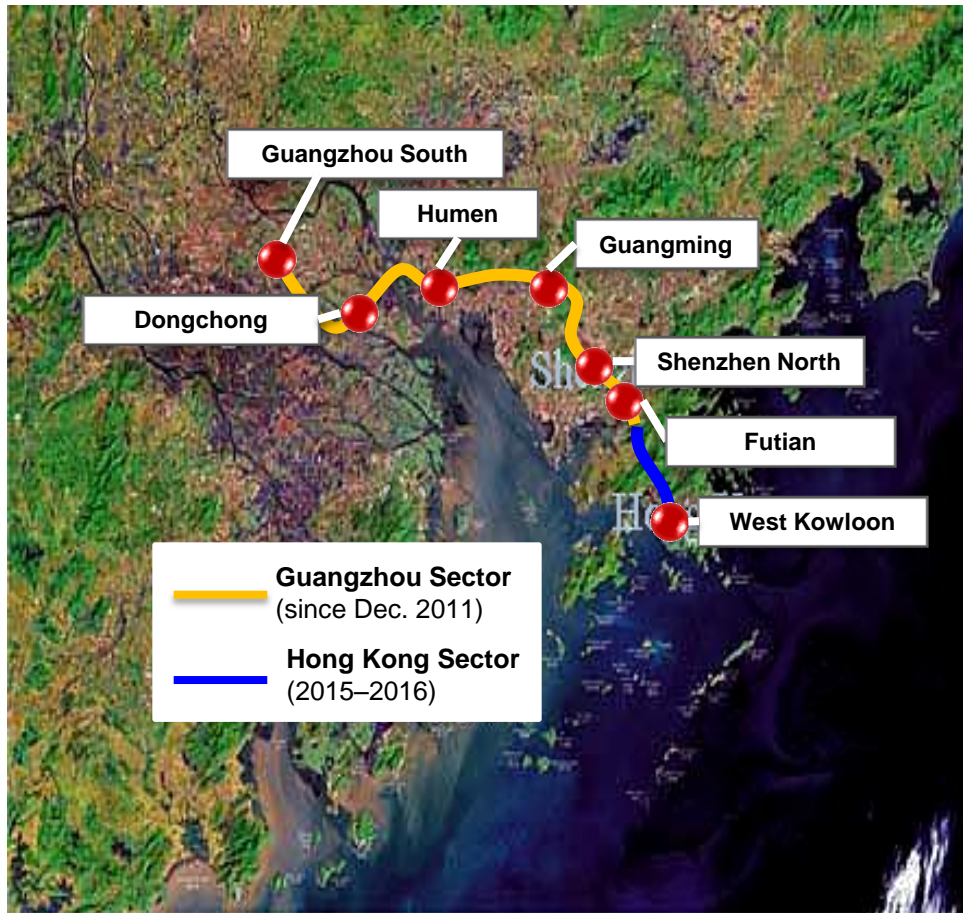 Guangzhou South
Humen
Guangming
Dongchong
Shenzhen North
Futian
West Kowloon
Guangzhou Sector
(since Dec. 2011)
Hong Kong Sector
(2015–2016)